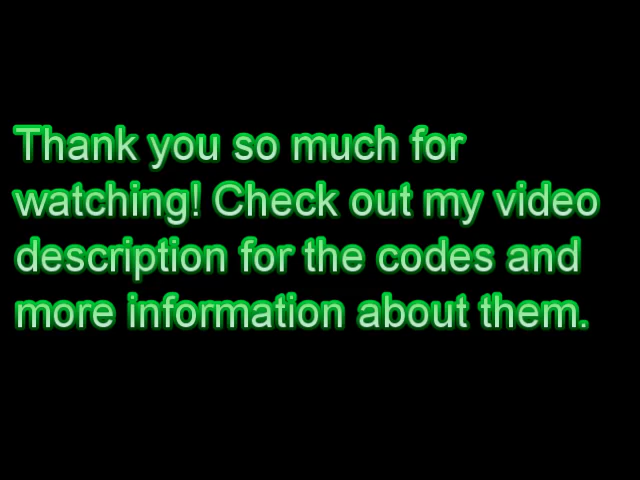 Thank you so much for
watching! Check out my video
description for the codes and
more information about them.